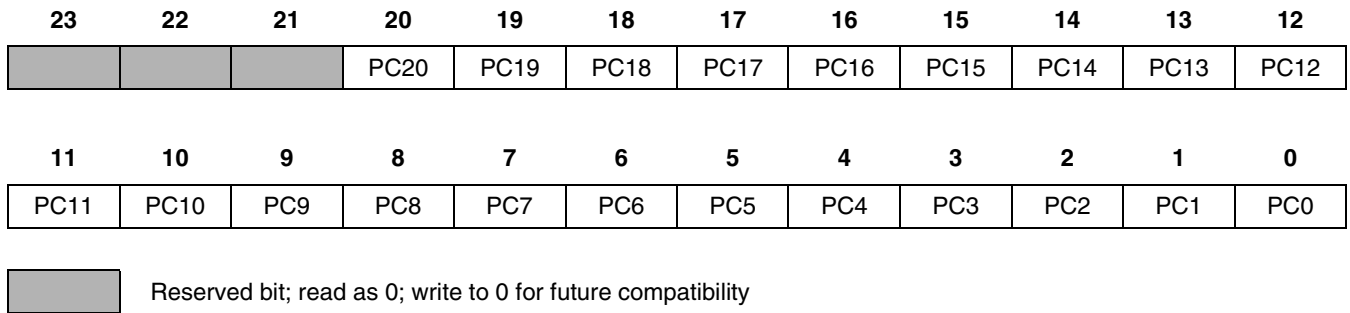 23 22 21 20 19 18 17 16 15 14 13 12
PC20 PC19 PC18 PC17 PC16 PC15 PC14 PC13 PC12
11 10 9 8 7 6 5 4 3 2 1 0
PC11 PC10 PC9 PC8 PC7 PC6 PC5 PC4 PC3 PC2 PC1 PC0
Reserved bit; read as 0; write to 0 for future compatibility